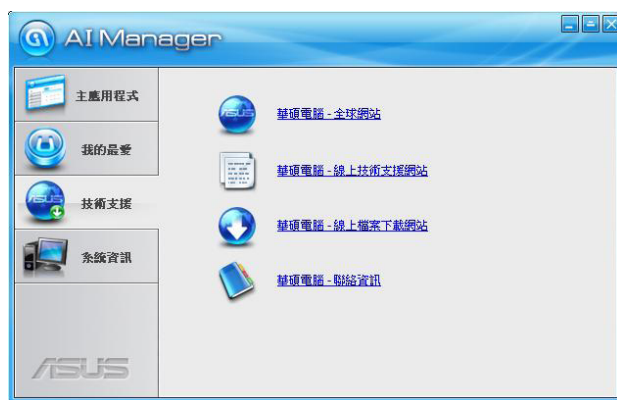 AI Manager
主應用程式
我的最愛
技術支援
系統資訊
ASUS
華碩電腦 - 全球網站
華碩電腦 - 線上技術支援網站
華碩電腦 - 線上檔案下載網站
華碩電腦 - 聯絡資訊
/SUS